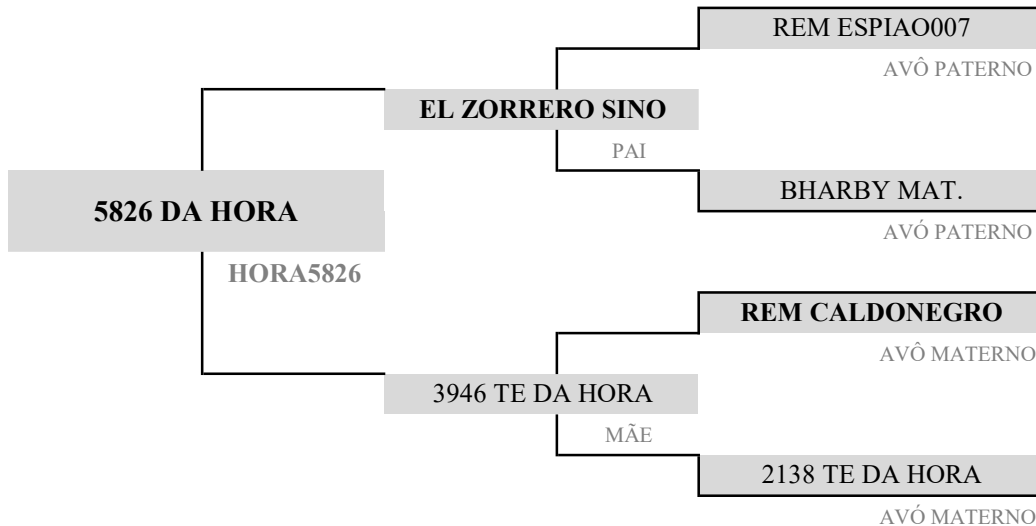 REM ESPIAO007
AVÔ PATERNO
EL ZORRERO SINO
PAI
BHARBY MAT.
AVÓ PATERNO
5826 DA HORA
HORA5826
REM CALDONEGRO
AVÔ MATERNO
3946 TE DA HORA
MÃE
2138 TE DA HORA
AVÓ MATERNO